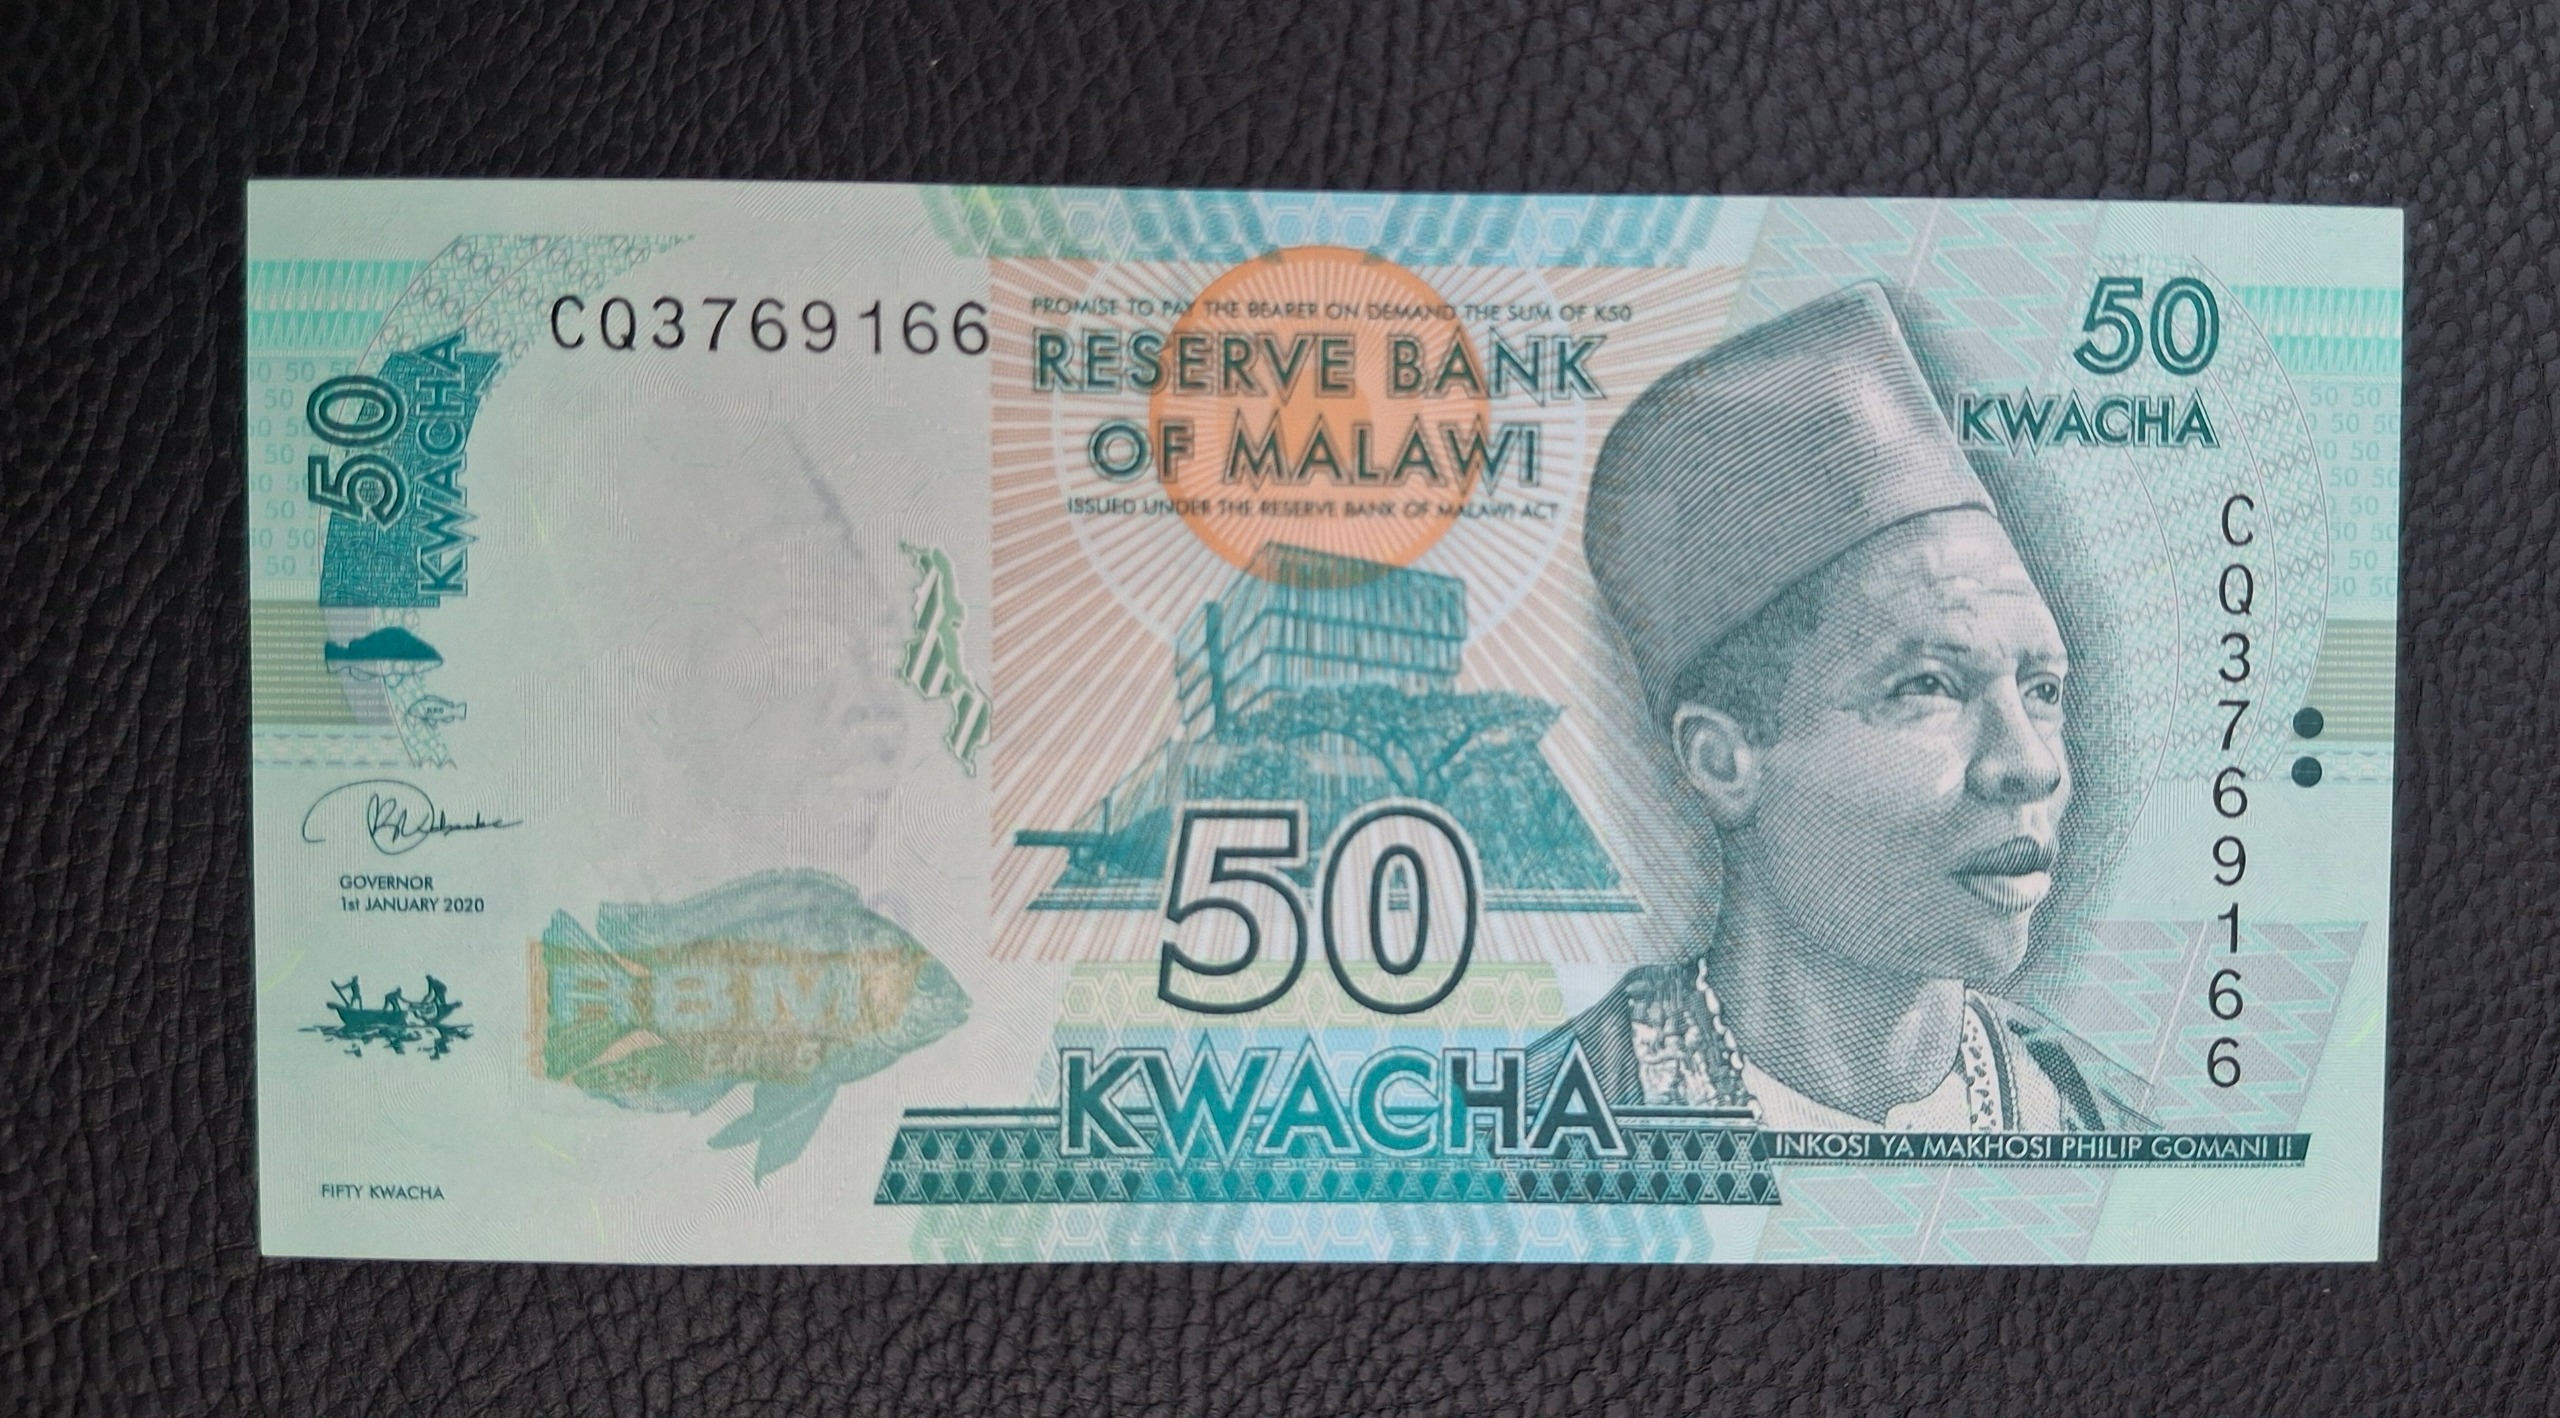 50
KWACHA
CQ3769166
PROMISE TO PAY THE BEARER ON DEMAND THE SUM OF K50
RESERVE BANK
OF MALAWI
ISSUED UNDER THE RESERVE BANK OF MALAWI ACT
50
KWACHA
CQ3769166
GOVERNOR
1st JANUARY 2020
RBM
50
KWACHA
INKOSI YA MAKHOSI PHILIP GOMANI II
FIFTY KWACHA